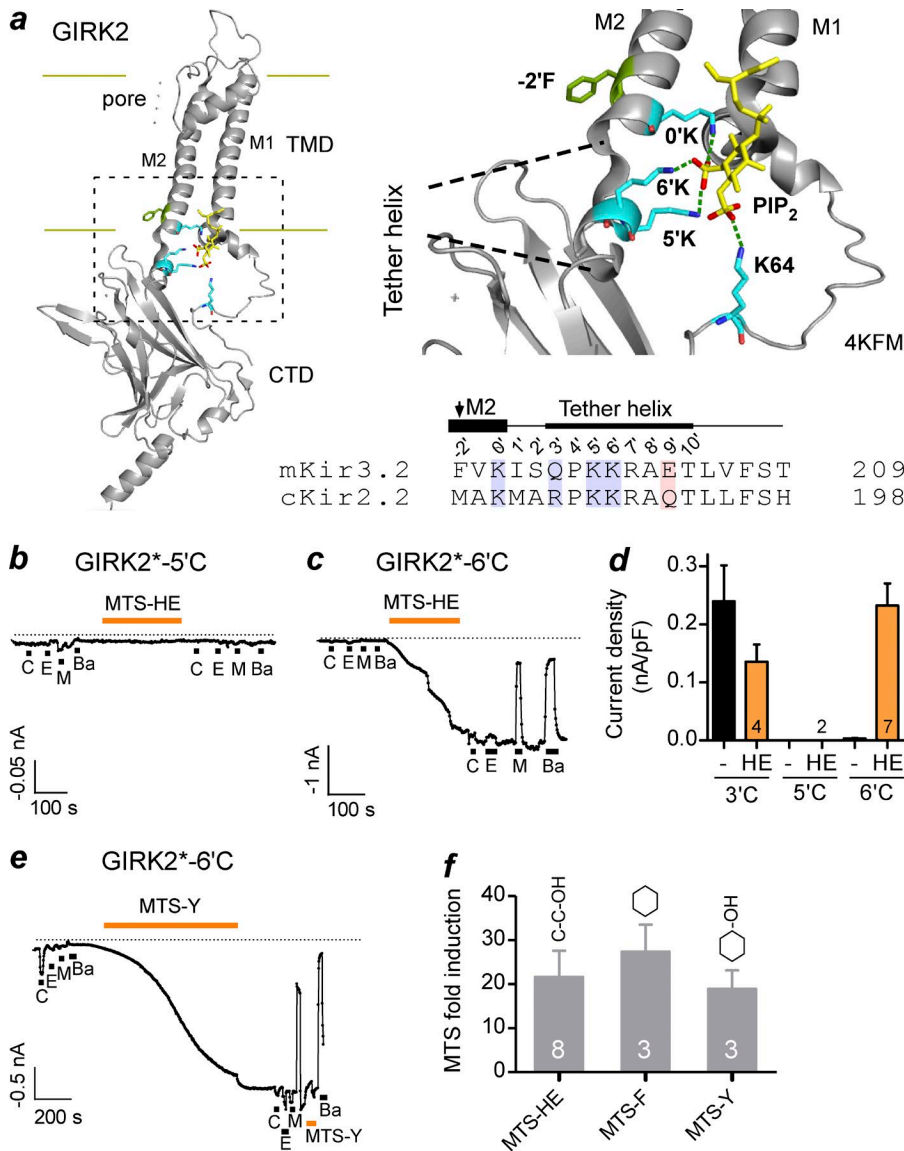 a
GIRK2
pore
M1
TMD
M2
CTD
M2
M1
-2'F
0'K
6'K
5'K
PIP2
K64
Tether helix
4KFM
M2
Tether helix
-2' 0' 1' 2' 3' 5' 6' 7' 8' 9' 10'
mKir3.2 FVKISQPKKRAETLVFST 209
cKir2.2 MAKMARPKKRAQTLLFSH 198
b
GIRK2*-5'C
MTS-HE
C E M Ba C E M Ba
-0.05 nA
100 s
c
GIRK2*-6'C
MTS-HE
C E M Ba C E M Ba
-1 nA
100 s
d
Current density
(nA/pF)
0.3
0.2
0.1
0.0
4 2 7
- HE - HE - HE
3'C 5'C 6'C
e
GIRK2*-6'C
MTS-Y
C E M Ba C E M Ba
MTS-Y
-0.5 nA
200 s
f
MTS fold induction
40
30
20
10
0
C-C-OH
-OH
8 3 3
MTS-HE MTS-F MTS-Y